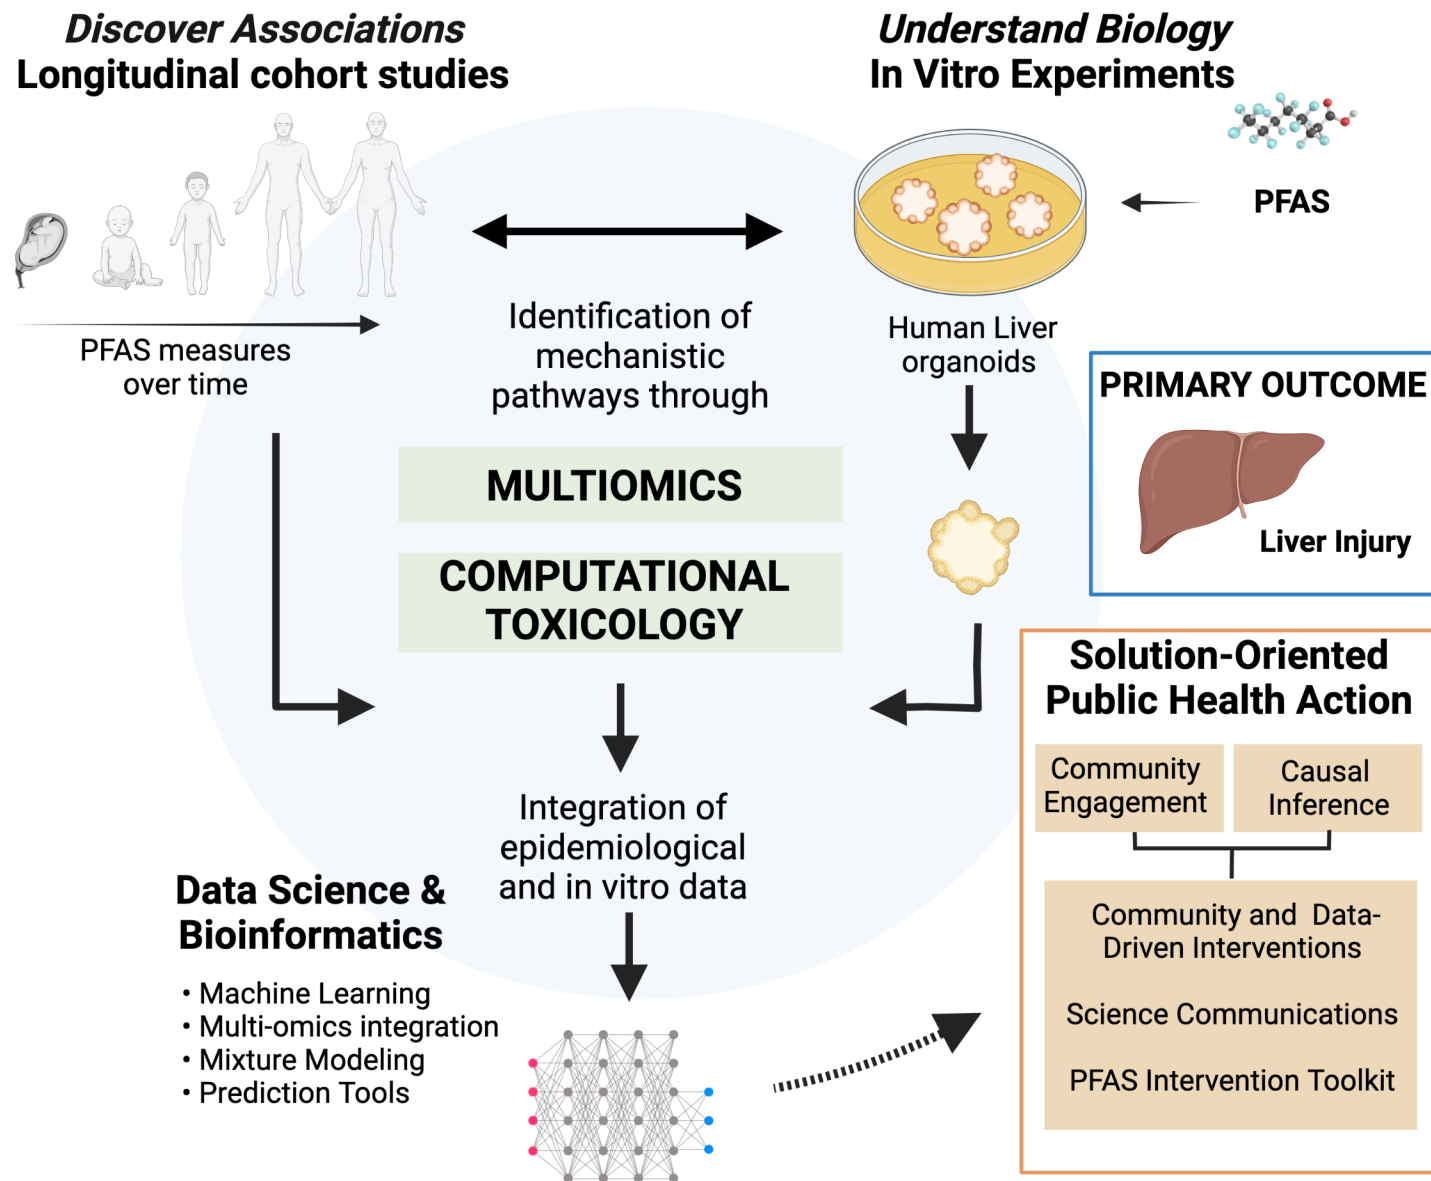 Discover Associations
Longitudinal cohort studies
PFAS measures
over time
Understand Biology
In Vitro Experiments
PFAS
Human Liver
organoids
Identification of
mechanistic
pathways through
MULTIOMICS
COMPUTATIONAL
TOXICOLOGY
PRIMARY OUTCOME
Liver Injury
Integration of
epidemiological
and in vitro data
Data Science &
Bioinformatics
• Machine Learning
• Multi-omics integration
• Mixture Modeling
• Prediction Tools
Solution-Oriented
Public Health Action
Community
Engagement
Causal
Inference
Community and Data-
Driven Interventions
Science Communications
PFAS Intervention Toolkit